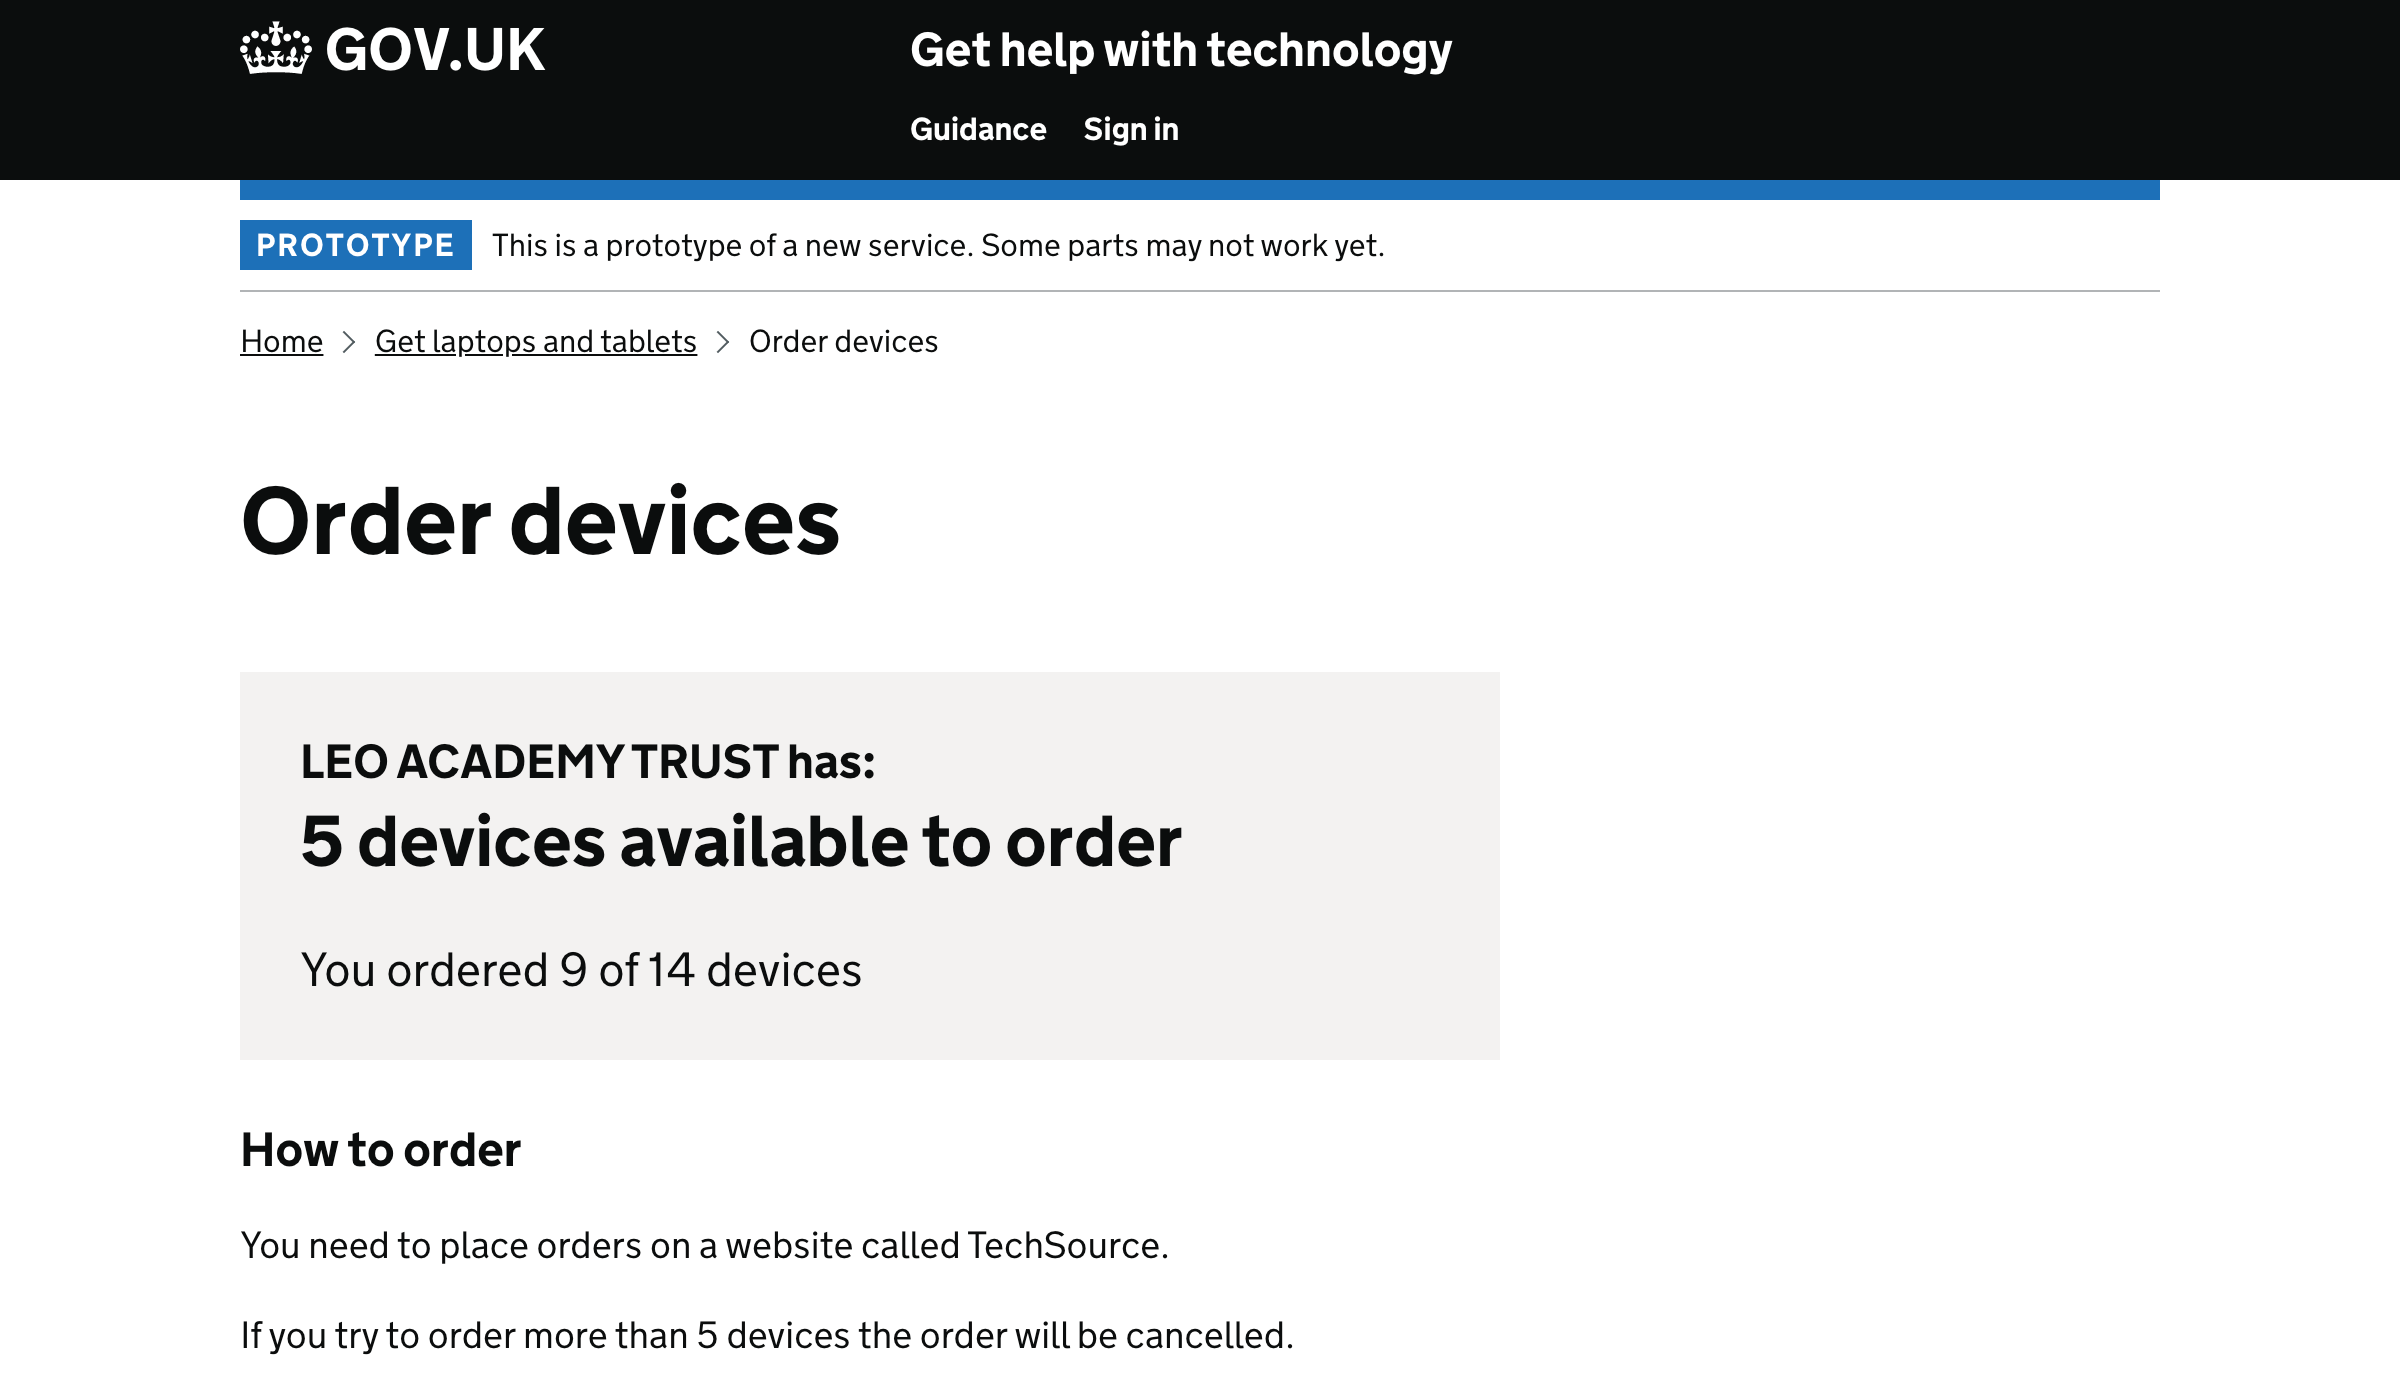 GOV.UK
Get help with technology
Guidance Sign in
PROTOTYPE This is a prototype of a new service. Some parts may not work yet.
Home Get laptops and tablets Order devices
Order devices
LEO ACADEMY TRUST has:
5 devices available to order
You ordered 9 of 14 devices
How to order
You need to place orders on a website called TechSource.
If you try to order more than 5 devices the order will be cancelled.